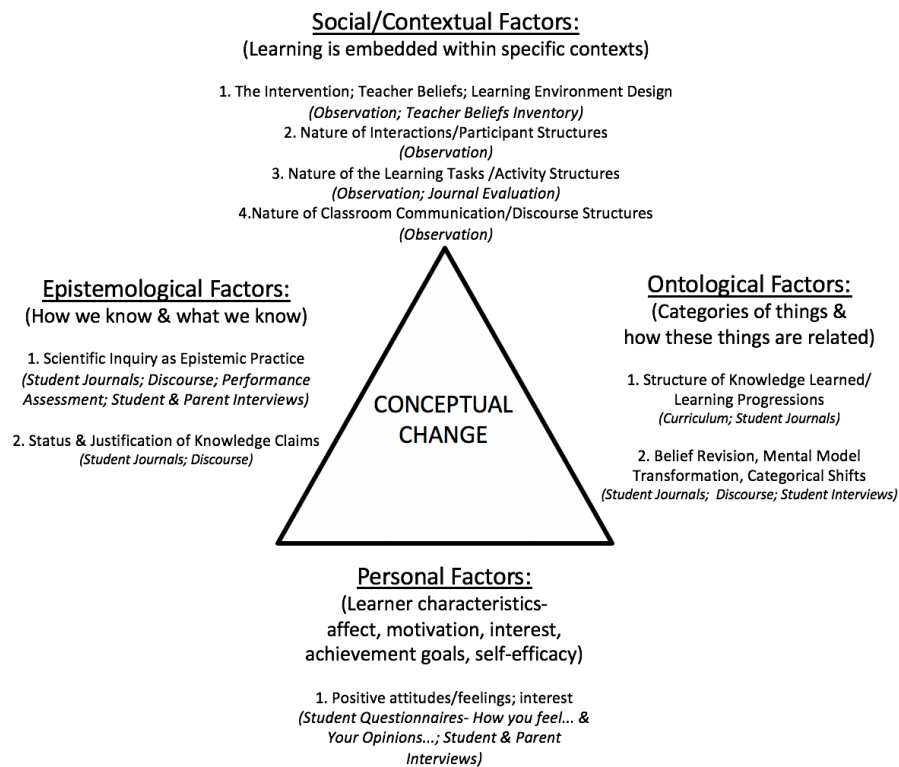 Social/Contextual Factors:
(Learning is embedded within specific contexts)
1. The Intervention; Teacher Beliefs; Learning Environment Design
(Observation; Teacher Beliefs Inventory)
2. Nature of Interactions/Participant Structures
(Observation)
3. Nature of the Learning Tasks /Activity Structures
(Observation; Journal Evaluation)
4.Nature of Classroom Communication/Discourse Structures
(Observation)
Epistemological Factors:
(How we know & what we know)
1. Scientific Inquiry as Epistemic Practice
(Student Journals; Discourse; Performance
Assessment; Student & Parent Interviews)
2. Status & Justification of Knowledge Claims
(Student Journals; Discourse)
CONCEPTUAL
CHANGE
Ontological Factors:
(Categories of things &
how these things are related)
1. Structure of Knowledge Learned/
Learning Progressions
(Curriculum; Student Journals)
2. Belief Revision, Mental Model
Transformation, Categorical Shifts
(Student Journals; Discourse; Student Interviews)
Personal Factors:
(Learner characteristics-
affect, motivation, interest,
achievement goals, self-efficacy)
1. Positive attitudes/feelings; interest
(Student Questionnaires- How you feel... &
Your Opinions...; Student & Parent
Interviews)